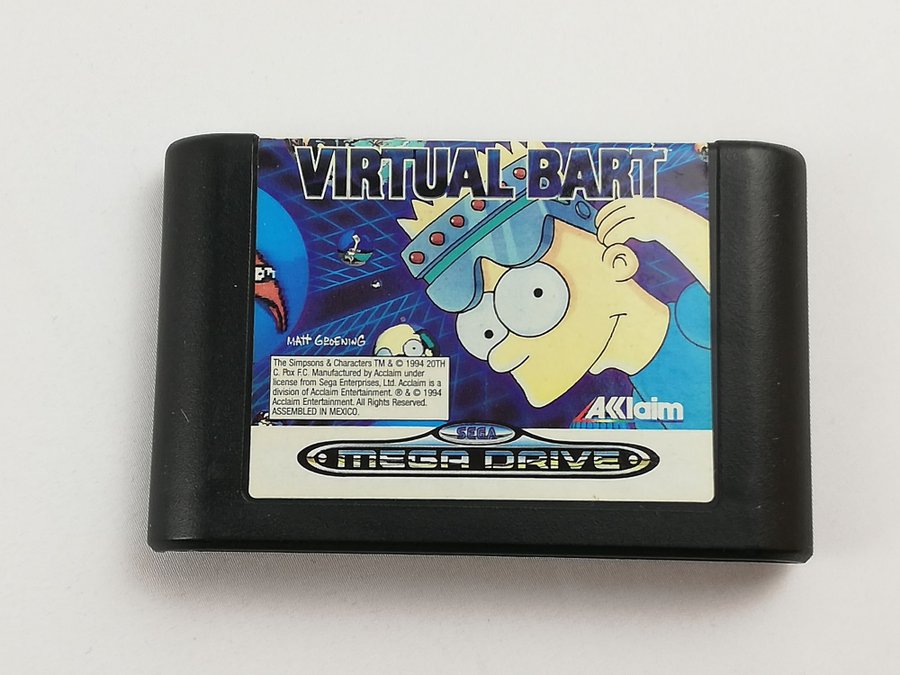 VIRTUAL BART
MATT GROENING
The Simpsons & Characters TM & © 1994 20TH
C. Fox F.C. Manufactured by Acclaim under
license from Sega Enterprises, Ltd. Acclaim is a
division of Acclaim Entertainment. ® & © 1994
Acclaim Entertainment. All Rights Reserved.
ASSEMBLED IN MEXICO.
AKKlaim
SEGA
MEGA DRIVE